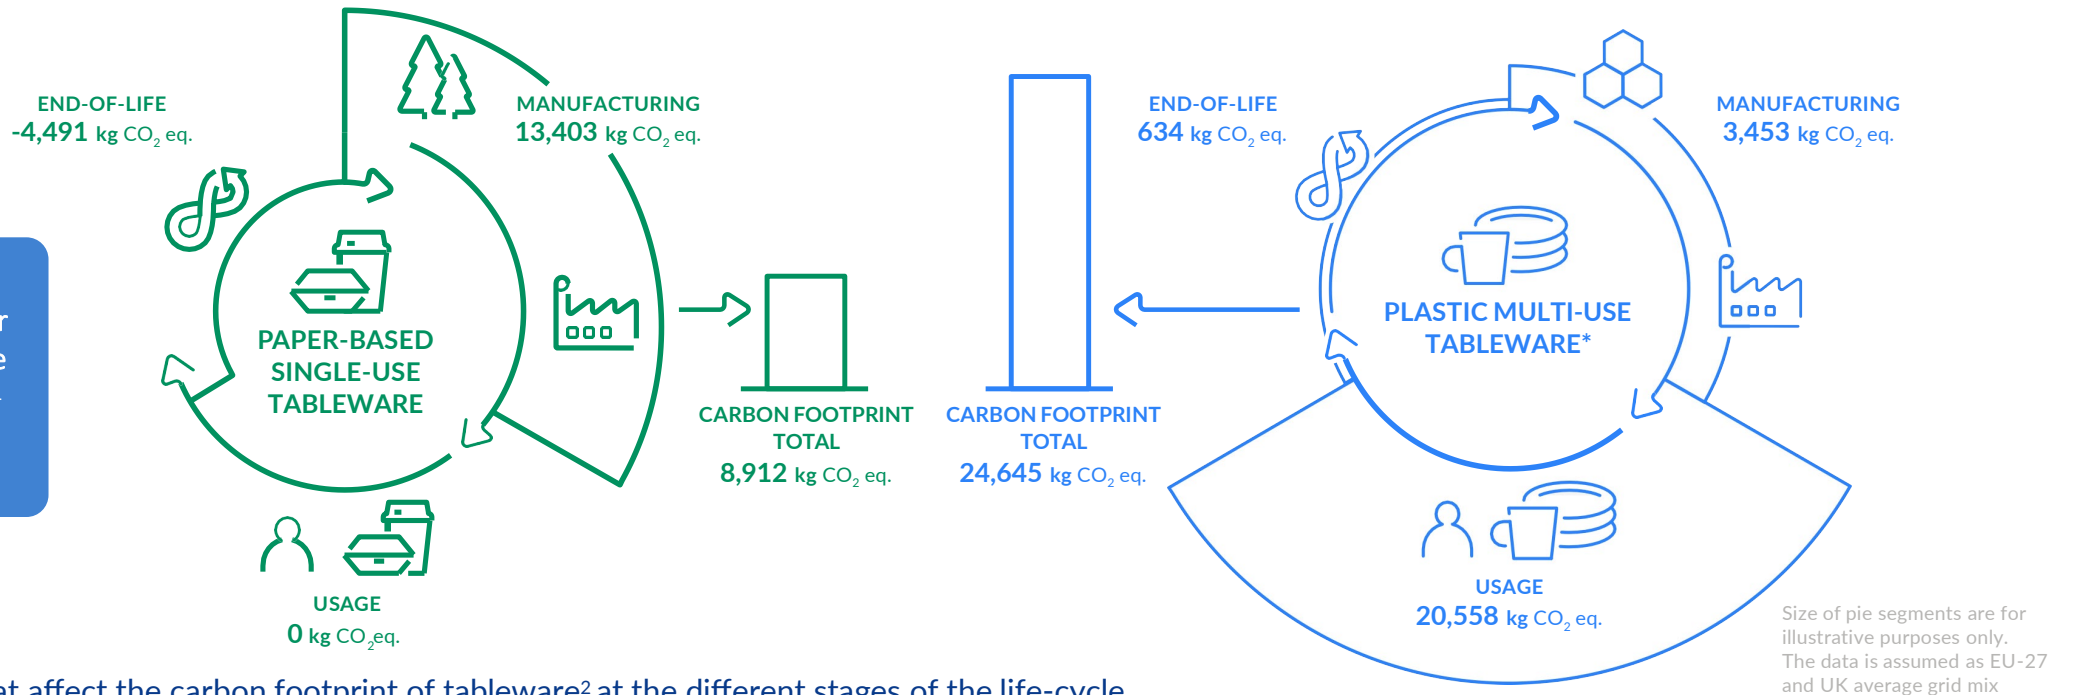 END-OF-LIFE
-4,491 kg CO2 eq.
MANUFACTURING
13,403 kg CO2 eq.
PAPER-BASED
SINGLE-USE
TABLEWARE
USAGE
0 kg CO2eq.
CARBON FOOTPRINT
TOTAL
8,912 kg CO2 eq.
CARBON FOOTPRINT
TOTAL
24,645 kg CO2 eq.
END-OF-LIFE
634 kg CO2 eq.
MANUFACTURING
3,453 kg CO2 eq.
PLASTIC MULTI-USE
TABLEWARE*
USAGE
20,558 kg CO2 eq.
Size of pie segments are for
illustrative purposes only.
The data is assumed as EU-27
and UK average grid mix
affect the carbon footprint of tableware2 at the different stages of the life-cycle